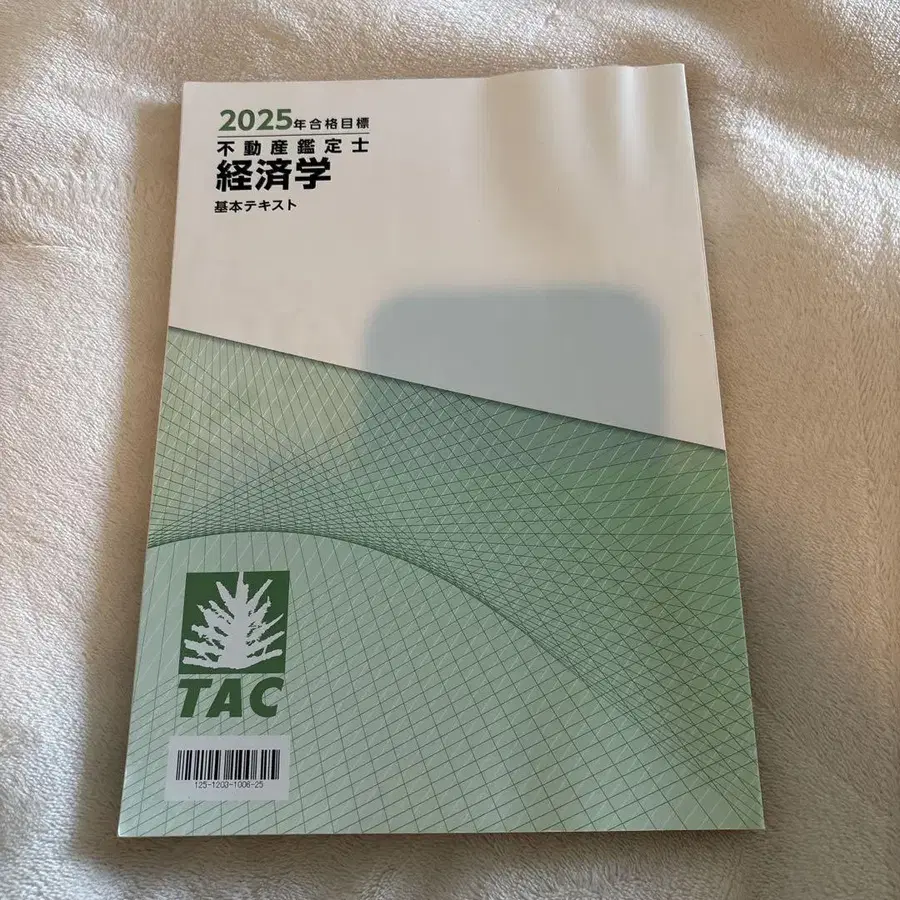 2025年合格目標
不動産鑑定士
経済学
基本テキスト
TAC
125-1203-1006-25